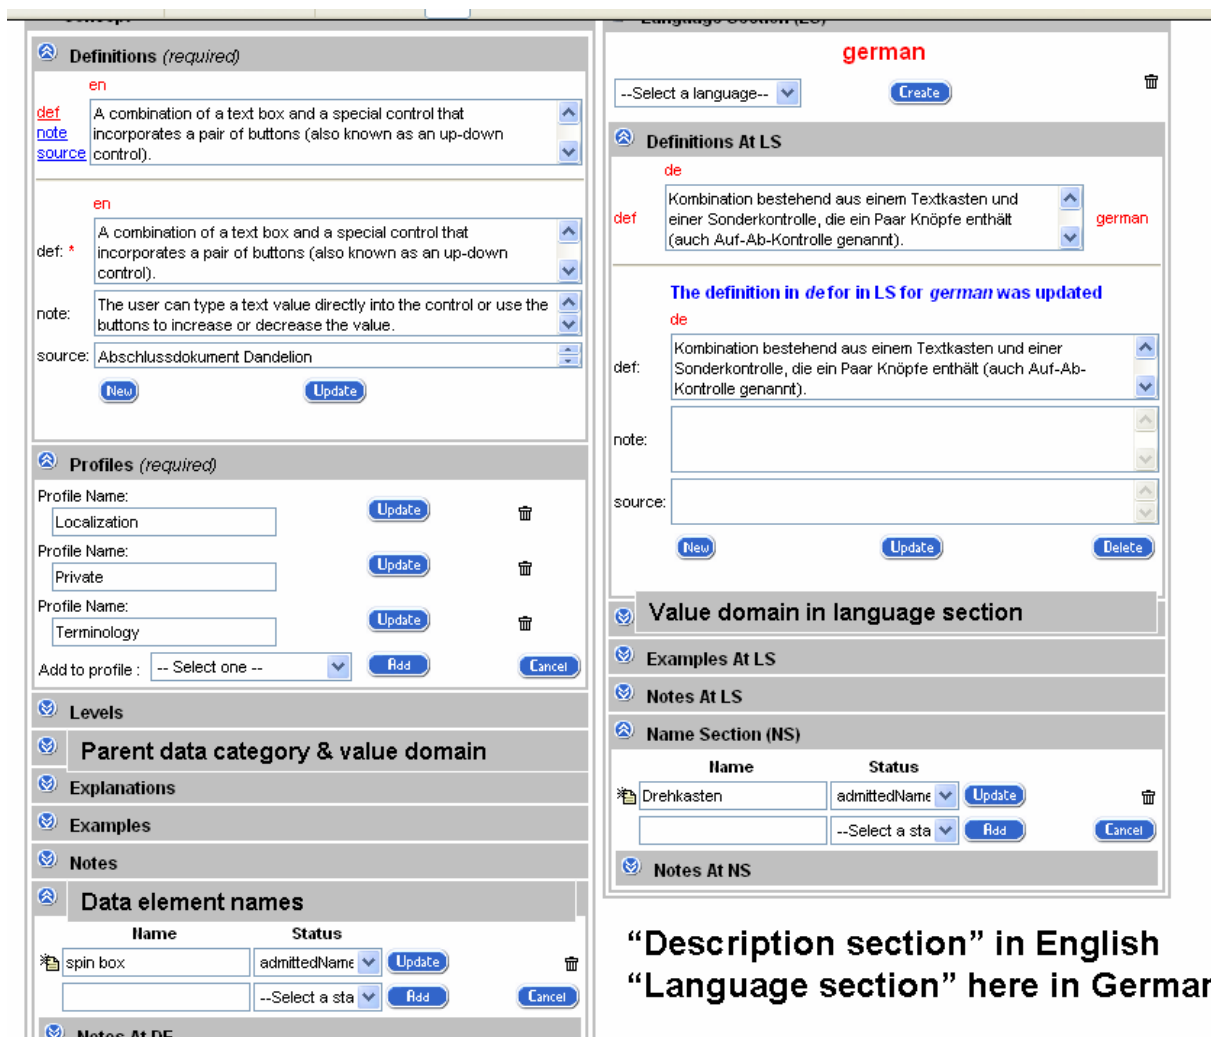 Definitions (required)
en
def
note
source
A combination of a text box and a special control that
incorporates a pair of buttons (also known as an up-down
control).
en
def: *
A combination of a text box and a special control that
incorporates a pair of buttons (also known as an up-down
control).
note:
The user can type a text value directly into the control or use the
buttons to increase or decrease the value.
source: Abschlussdokument Dandelion
New Update
Profiles (required)
Profile Name:
Localization Update
Profile Name:
Private Update
Profile Name:
Terminology Update
Add to profile : -- Select one -- Add Cancel
Levels
Parent data category & value domain
Explanations
Examples
Notes
Data element names
Name Status
spin box admittedName Update
--Select a sta Add Cancel
Notes At DE
Language Section (LS)
german
--Select a language-- Create
Definitions At LS
de
def
Kombination bestehend aus einem Textkasten und
einer Sonderkontrolle, die ein Paar Knöpfe enthält
(auch Auf-Ab-Kontrolle genannt).
german
The definition in de for in LS for german was updated
de
def:
Kombination bestehend aus einem Textkasten und einer
Sonderkontrolle, die ein Paar Knöpfe enthält (auch Auf-Ab-
Kontrolle genannt).
note:
source:
New Update Delete
Value domain in language section
Examples At LS
Notes At LS
Name Section (NS)
Name Status
Drehkasten admittedName Update
--Select a sta Add Cancel
Notes At NS
“Description section” in English
“Language section” here in German